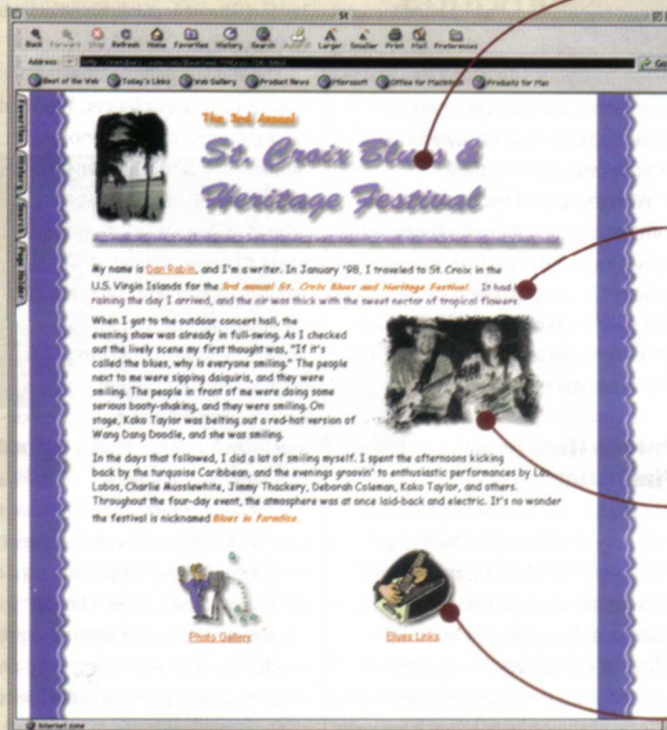 St
Back Forward Stop Refresh Home Favorites History Search AutoFill Larger Smaller Print Mail Preferences
Address: Go
Best of the Web Today's Links Web Gallery Product News Microsoft Office for Macintosh Products for Mac
Favorites
History
Search
Page Holder
The 3rd Annual
St. Croix Blues &
Heritage Festival
My name is Dan Rabin, and I'm a writer. In January '98, I traveled to St. Croix in the
U.S. Virgin Islands for the 3rd annual St. Croix Blues and Heritage Festival. It had
raining the day I arrived, and the air was thick with the sweet nectar of tropical flowers.
When I got to the outdoor concert hall, the
evening show was already in full-swing. As I checked
out the lively scene my first thought was, "If it's
called the blues, why is everyone smiling." The people
next to me were sipping daiquiris, and they were
smiling. The people in front of me were doing some
serious booty-shaking, and they were smiling. On
stage, Koko Taylor was belting out a red-hot version of
Wang Dang Doodle, and she was smiling.
In the days that followed, I did a lot of smiling myself. I spent the afternoons kicking
back by the turquoise Caribbean, and the evenings groovin' to enthusiastic performances by Los
Lobos, Charlie Musslewhite, Jimmy Thackery, Deborah Coleman, Koko Taylor, and others.
Throughout the four-day event, the atmosphere was at once laid-back and electric. It's no wonder
the festival is nicknamed Blues in Paradise.
Photo Gallery Blues Links
Internet zone